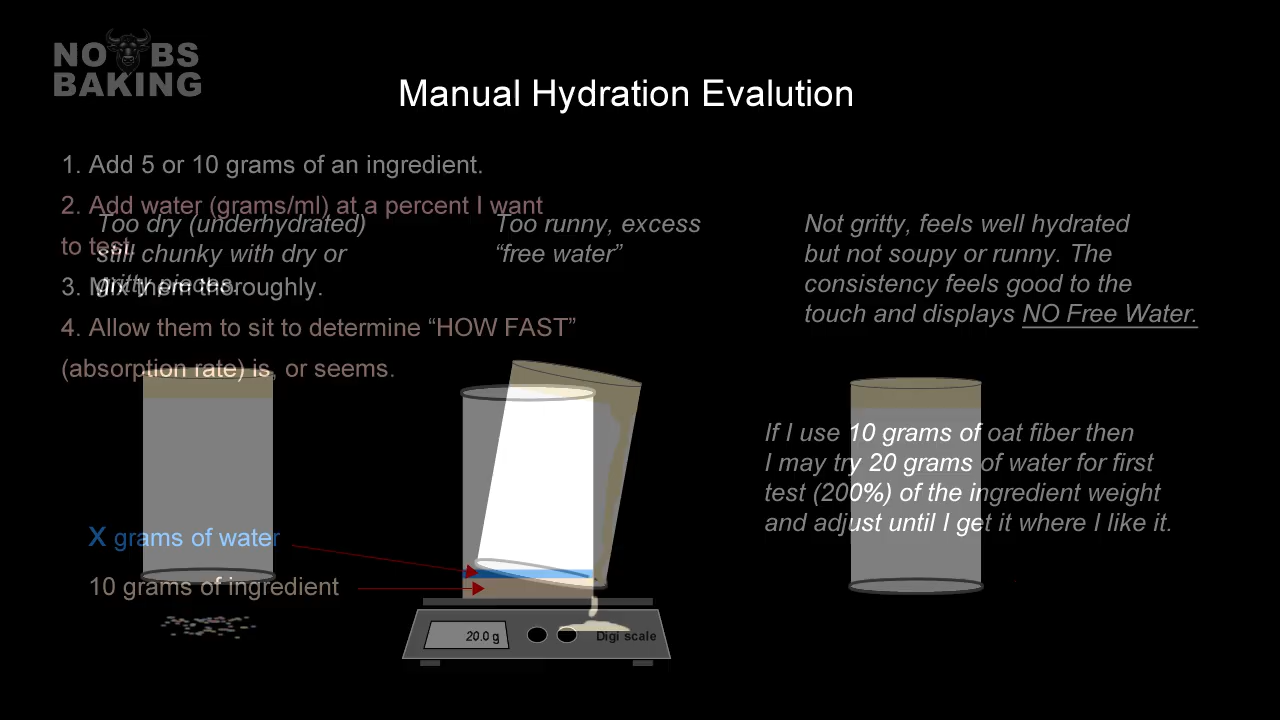 NO BS
BAKING
Manual Hydration Evalution
1. Add 5 or 10 grams of an ingredient.
2. Add water (grams/ml) at a percent I want
to test.
3. Mix them thoroughly.
4. Allow them to sit to determine “HOW FAST”
(absorption rate) is, or seems.
Too dry (underhydrated)
still chunky with dry or
gritty pieces.
Too runny, excess
“free water”
Not gritty, feels well hydrated
but not soupy or runny. The
consistency feels good to the
touch and displays NO Free Water.
If I use 10 grams of oat fiber then
I may try 20 grams of water for first
test (200%) of the ingredient weight
and adjust until I get it where I like it.
X grams of water
10 grams of ingredient
20.0 g
Digi scale